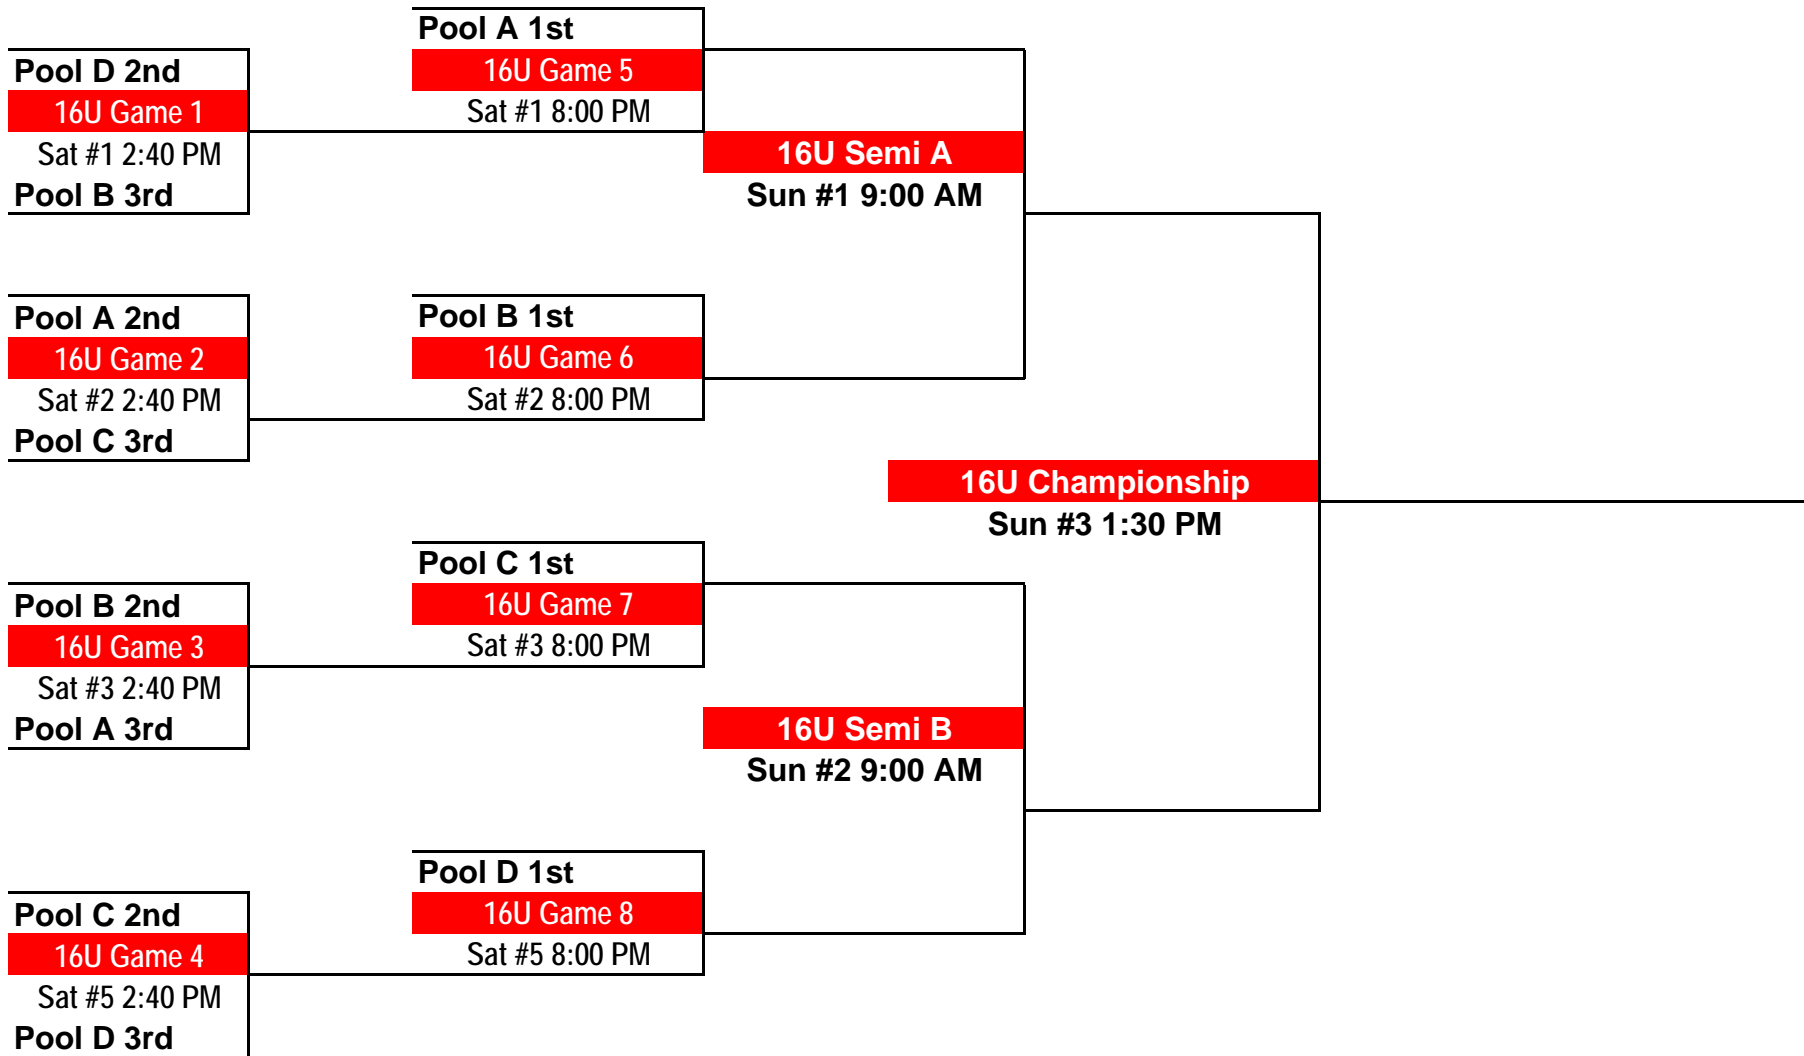 Pool A 1st
16U Game 5
Sat #1 8:00 PM
Pool D 2nd
16U Game 1
Sat #1 2:40 PM
Pool B 3rd
16U Semi A
Sun #1 9:00 AM
Pool A 2nd
16U Game 2
Sat #2 2:40 PM
Pool C 3rd
Pool B 1st
16U Game 6
Sat #2 8:00 PM
16U Championship
Sun #3 1:30 PM
Pool C 1st
16U Game 7
Sat #3 8:00 PM
Pool B 2nd
16U Game 3
Sat #3 2:40 PM
Pool A 3rd
16U Semi B
Sun #2 9:00 AM
Pool D 1st
16U Game 8
Sat #5 8:00 PM
Pool C 2nd
16U Game 4
Sat #5 2:40 PM
Pool D 3rd